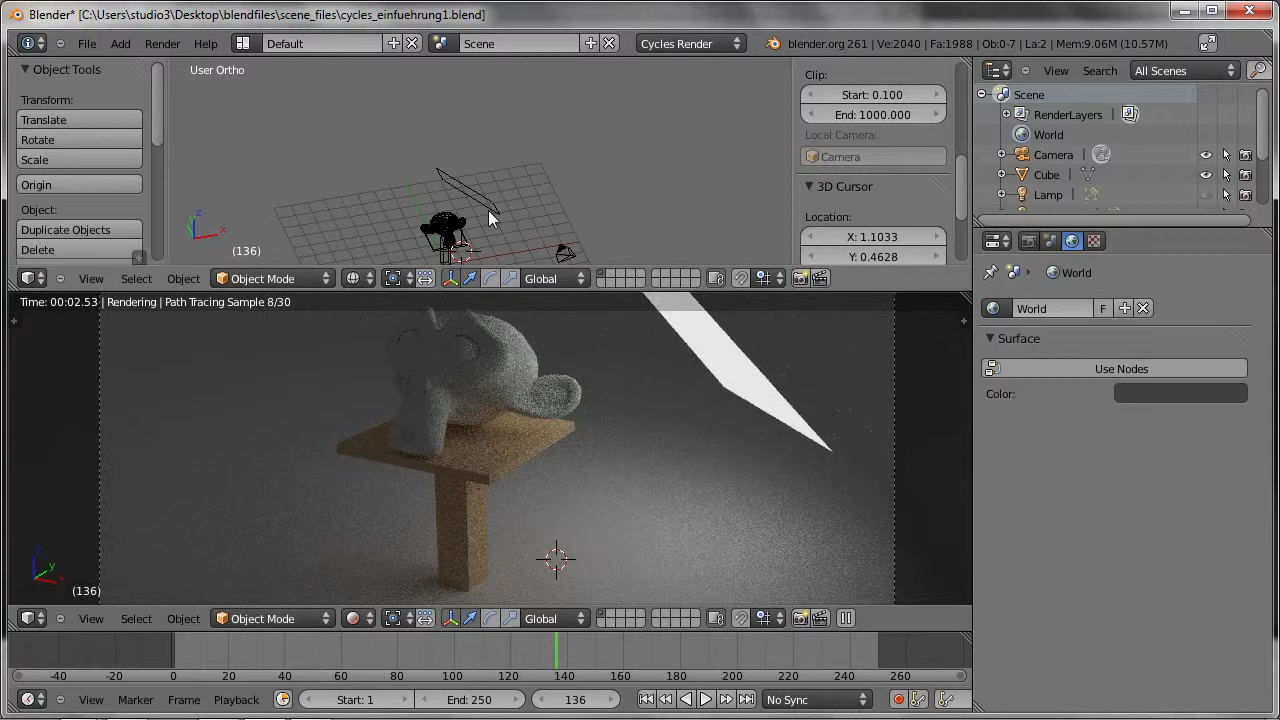 Blender* [C:\Users\studio3\Desktop\blendfiles\scene_files\cycles_einfuehrung1.blend]
File Add Render Help Default Scene Cycles Render blender.org 261 | Ve:2040 | Fa:1988 | Ob:0-7 | La:2 | Mem:9.06M (10.57M)
Object Tools
Transform:
Translate
Rotate
Scale
Origin
Object:
Duplicate Objects
Delete
User Ortho
z
x
(136)
Clip:
Start: 0.100
End: 1000.000
Local Camera:
Camera
3D Cursor
Location:
X: 1.1033
Y: 0.4628
View Select Object Object Mode Global
Time: 00:02.53 | Rendering | Path Tracing Sample 8/30
y
x
(136)
View Select Object Object Mode Global
-40 -20 0 20 40 60 80 100 120 140 160 180 200 220 240 260
View Marker Frame Playback Start: 1 End: 250 136 No Sync
View Search All Scenes
Scene
RenderLayers |
World
Camera |
Cube |
Lamp |
World
World F
Surface
Use Nodes
Color: